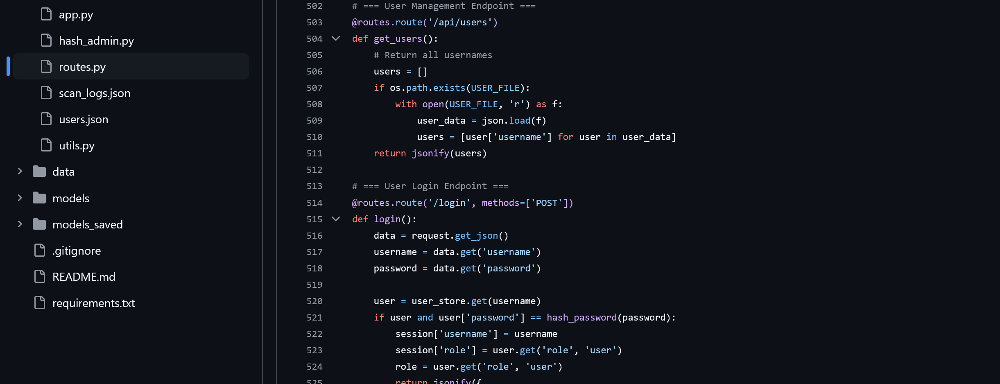 app.py
hash_admin.py
routes.py
scan_logs.json
users.json
utils.py
data
models
models_saved
.gitignore
README.md
requirements.txt
502 # === User Management Endpoint ===
503 @routes.route('/api/users')
504 def get_users():
505     # Return all usernames
506     users = []
507     if os.path.exists(USER_FILE):
508         with open(USER_FILE, 'r') as f:
509             user_data = json.load(f)
510             users = [user['username'] for user in user_data]
511     return jsonify(users)
512
513 # === User Login Endpoint ===
514 @routes.route('/login', methods=['POST'])
515 def login():
516     data = request.get_json()
517     username = data.get('username')
518     password = data.get('password')
519
520     user = user_store.get(username)
521     if user and user['password'] == hash_password(password):
522         session['username'] = username
523         session['role'] = user.get('role', 'user')
524         role = user.get('role', 'user')
525         return jsonify({